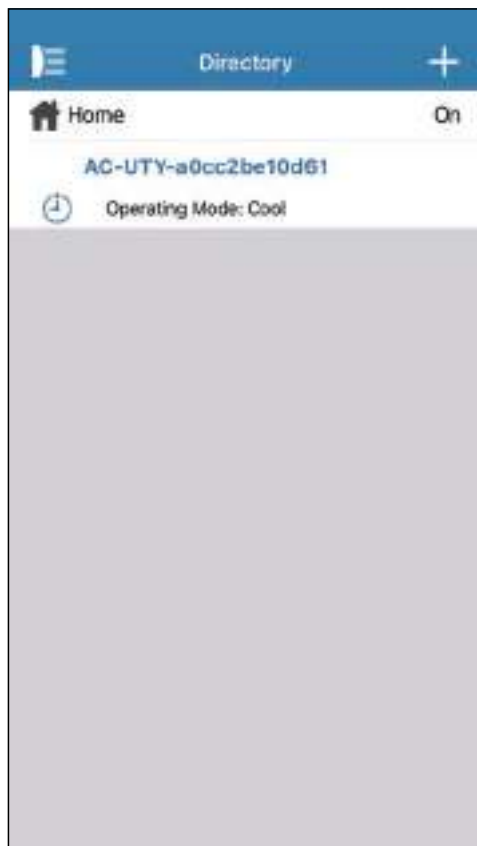 Directory
Home On
AC-UTY-a0cc2be10d61
Operating Mode: Cool